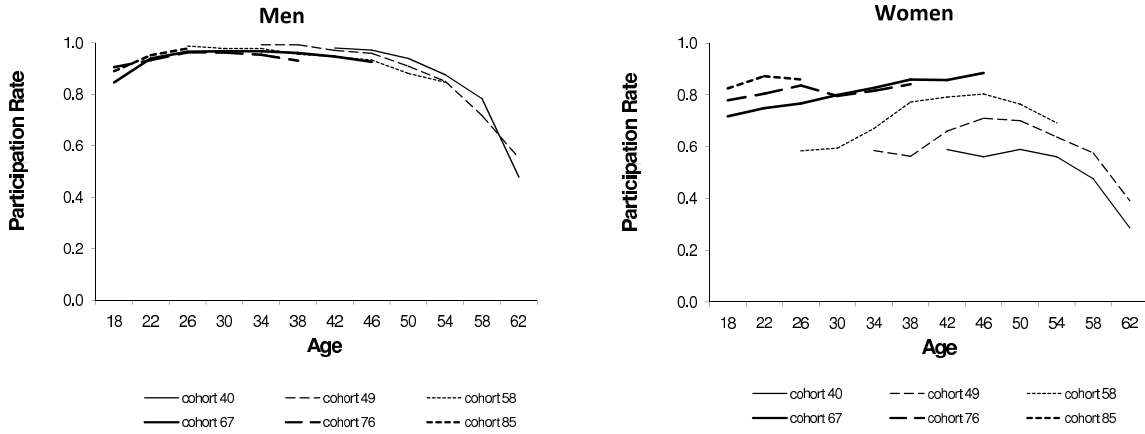 Men
Participation Rate
1.0
0.8
0.6
0.4
0.2
0.0
18 22 26 30 34 38 42 46 50 54 58 62
Age
cohort 40 cohort 49 cohort 58
cohort 67 cohort 76 cohort 85
Women
Participation Rate
1.0
0.8
0.6
0.4
0.2
0.0
18 22 26 30 34 38 42 46 50 54 58 62
Age
cohort 40 cohort 49 cohort 58
cohort 67 cohort 76 cohort 85